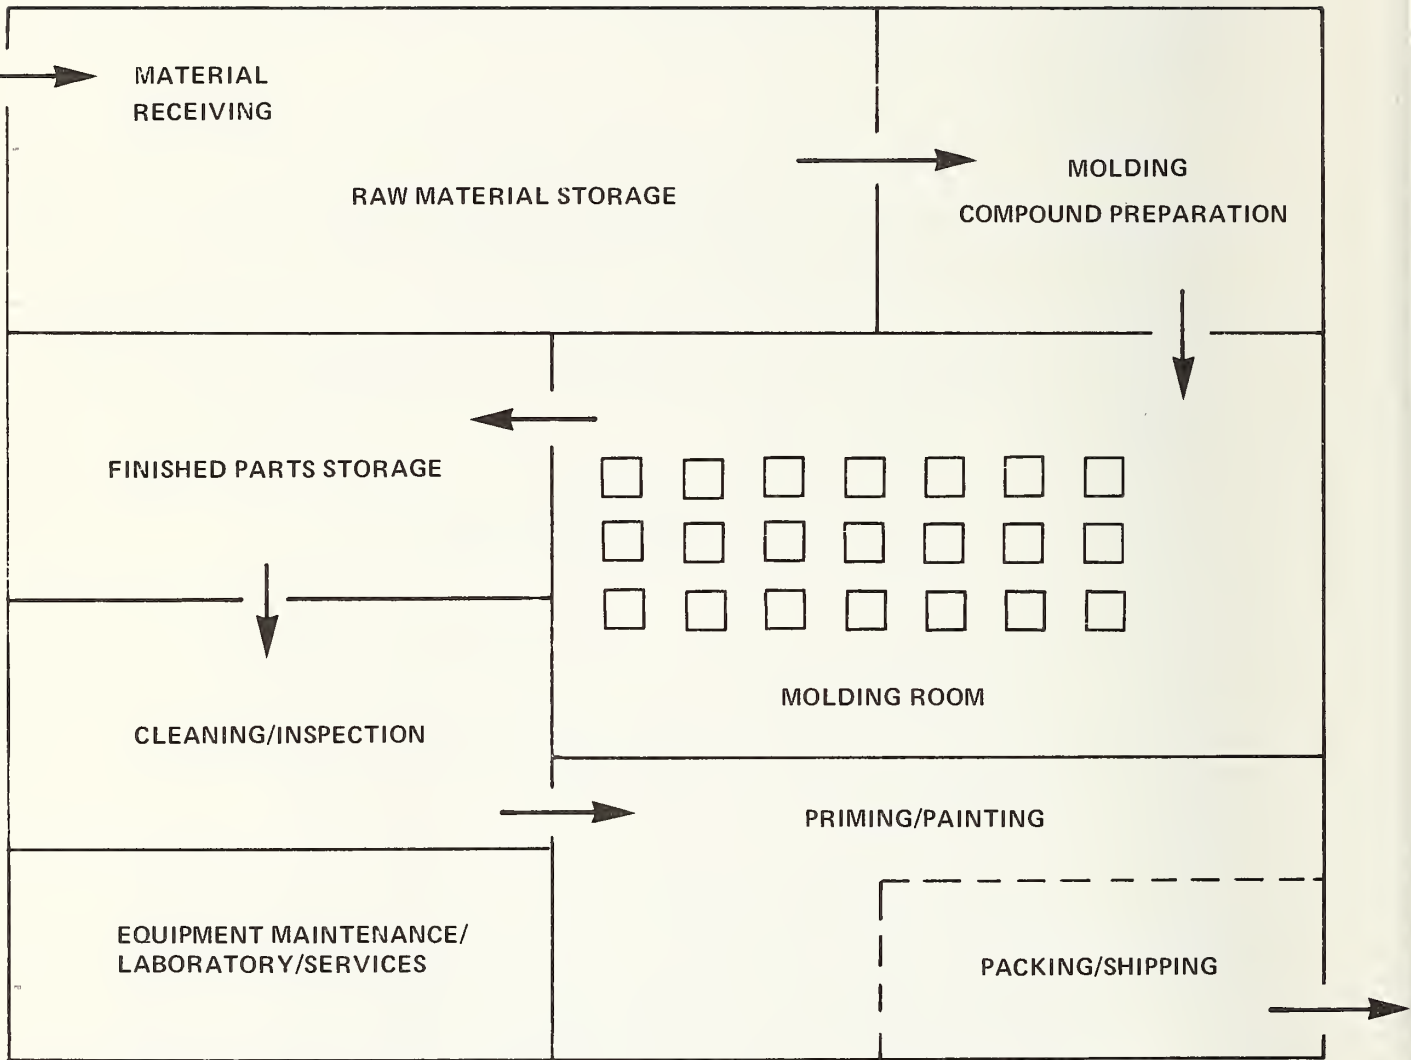 MATERIAL
RECEIVING
RAW MATERIAL STORAGE
MOLDING
COMPOUND PREPARATION
FINISHED PARTS STORAGE
MOLDING ROOM
CLEANING/INSPECTION
PRIMING/PAINTING
EQUIPMENT MAINTENANCE/
LABORATORY/SERVICES
PACKING/SHIPPING